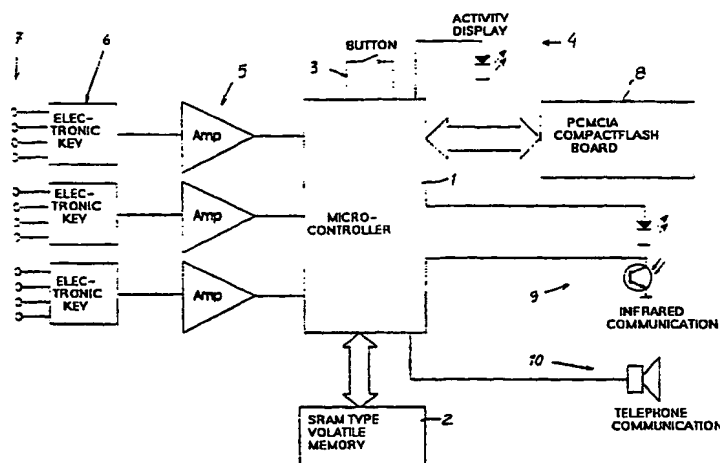 ACTIVITY
DISPLAY
7
6
BUTTON
4
3
5
8
ELEC-
TRONIC
KEY
Amp
PCMCIA
COMPACTFLASH
BOARD
1
ELEC-
TRONIC
KEY
Amp
MICRO-
CONTROLLER
ELEC-
TRONIC
KEY
Amp
9
INFRARED
COMMUNICATION
10
SRAM TYPE
VOLATILE
MEMORY
2
TELEPHONE
COMMUNICATION